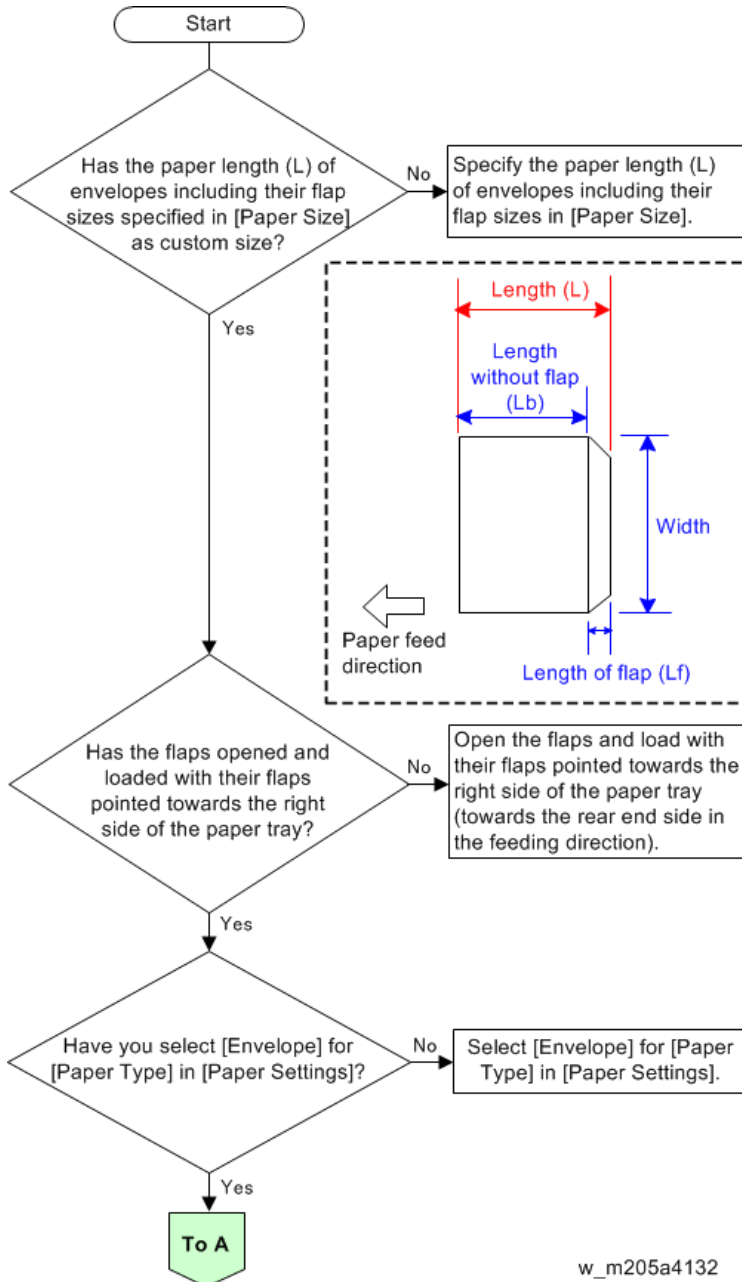 Start
Has the paper length (L) of
envelopes including their flap
sizes specified in [Paper Size]
as custom size?
No
Specify the paper length (L)
of envelopes including their
flap sizes in [Paper Size].
Yes
Length (L)
Length
without flap
(Lb)
Width
Paper feed
direction
Length of flap (Lf)
Has the flaps opened and
loaded with their flaps
pointed towards the right
side of the paper tray?
No
Open the flaps and load with
their flaps pointed towards the
right side of the paper tray
(towards the rear end side in
the feeding direction).
Yes
Have you select [Envelope] for
[Paper Type] in [Paper Settings]?
No
Select [Envelope] for [Paper
Type] in [Paper Settings].
Yes
To A
w_m205a4132